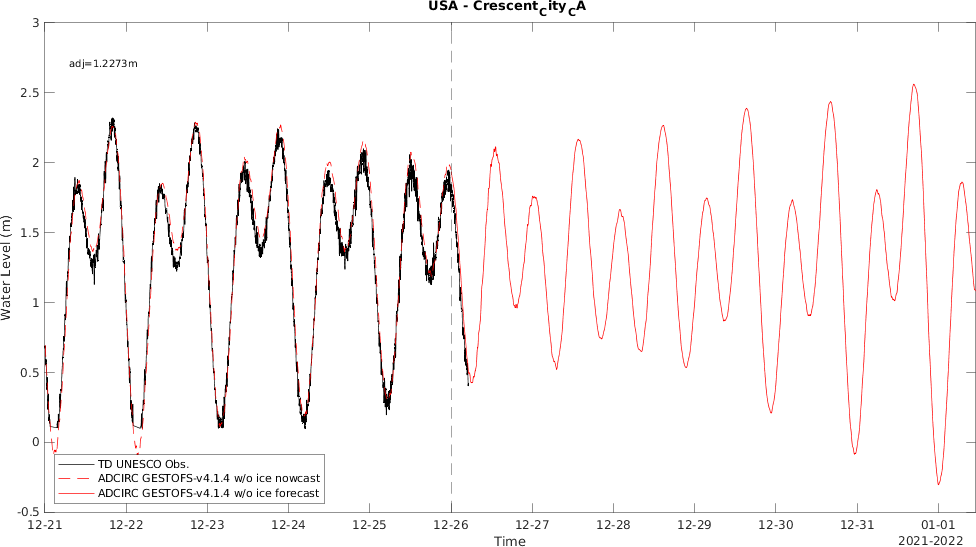 USA - CrescentCityCA
adj=1.2273m
3
2.5
2
1.5
1
0.5
0
-0.5
Water Level (m)
TD UNESCO Obs.
ADCIRC GESTOFS-v4.1.4 w/o ice nowcast
ADCIRC GESTOFS-v4.1.4 w/o ice forecast
12-21 12-22 12-23 12-24 12-25 12-26 12-27 12-28 12-29 12-30 12-31 01-01
Time
2021-2022